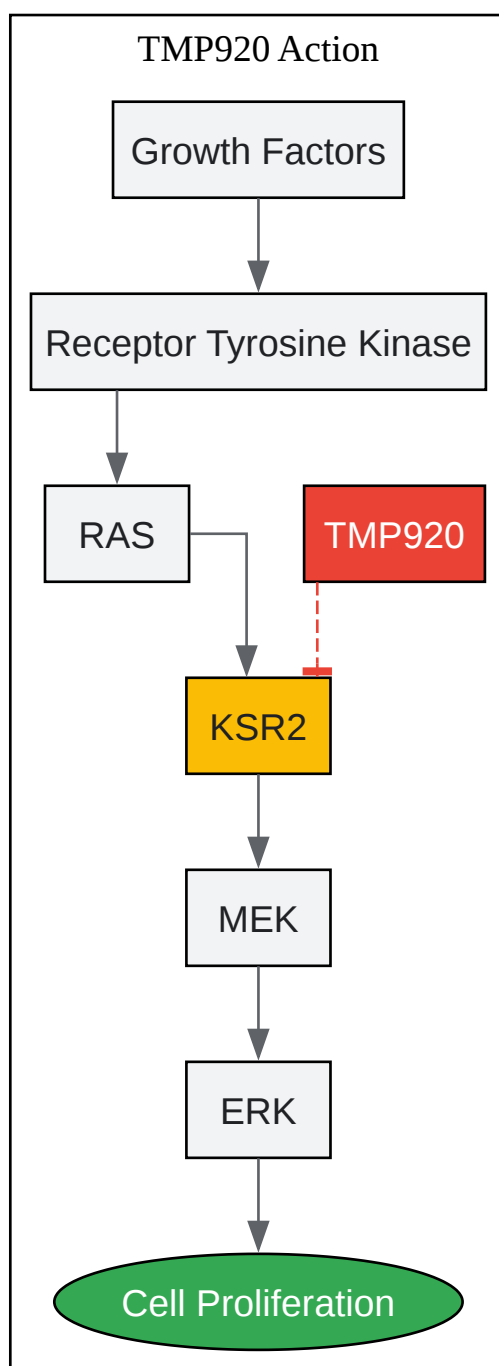 TMP920 Action
Growth Factors
Receptor Tyrosine Kinase
RAS
TMP920
KSR2
MEK
ERK
Cell Proliferation